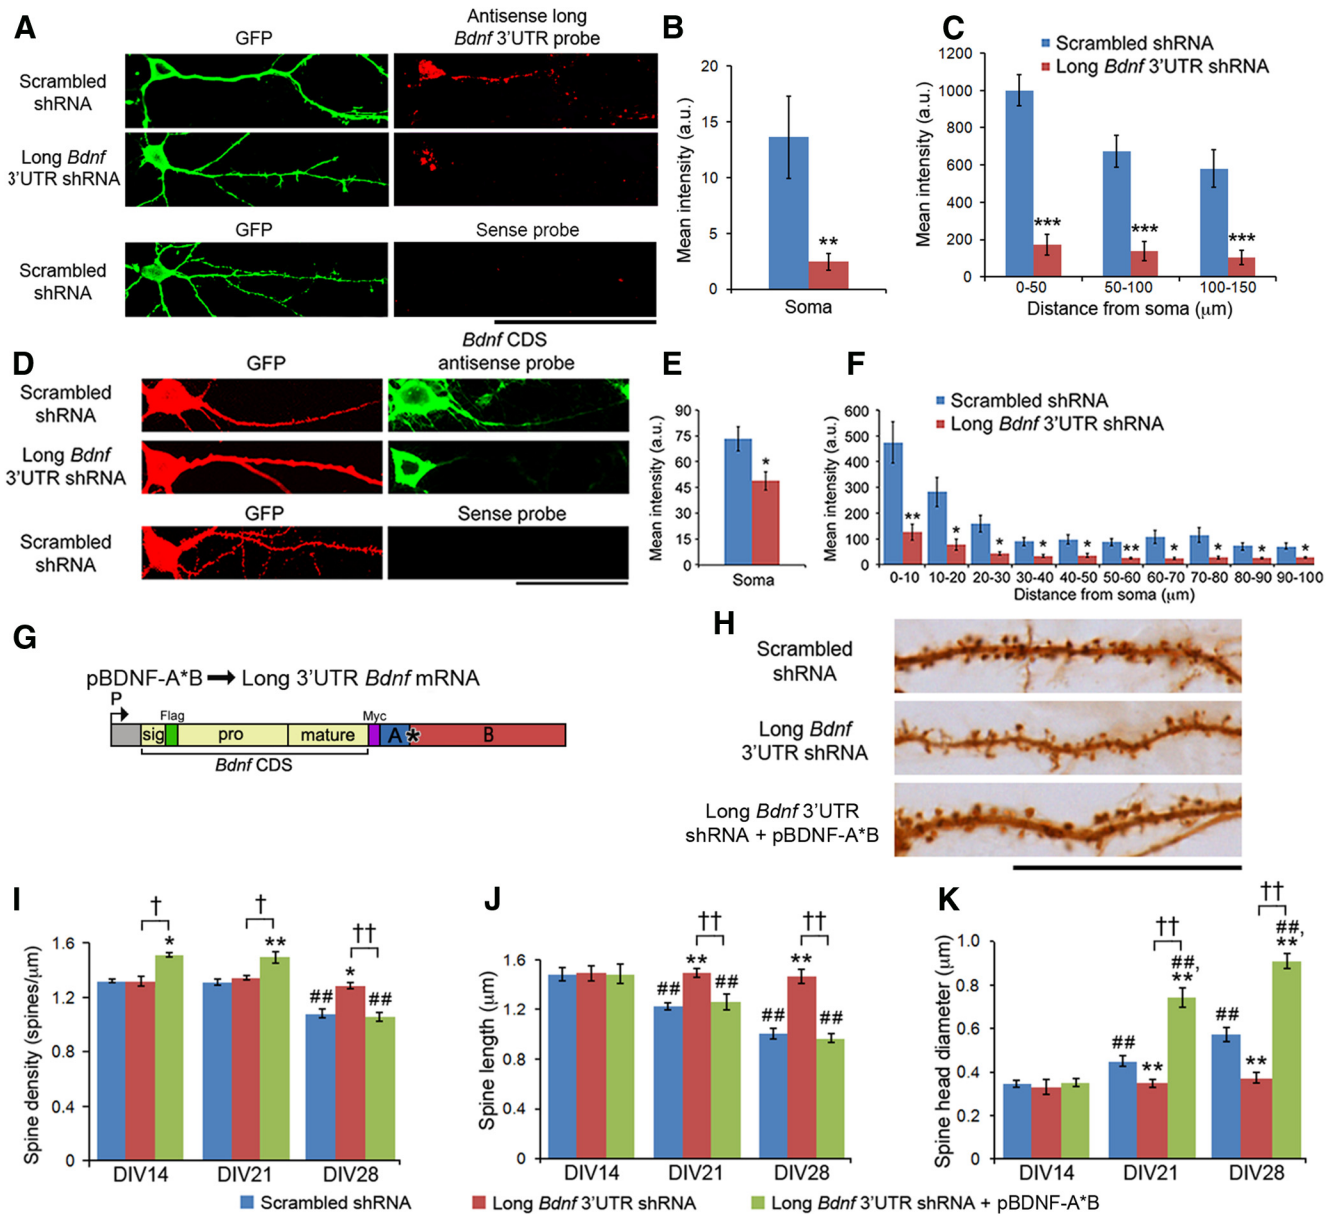 A
GFP
Antisense long
Bdnf 3'UTR probe
Scrambled
shRNA
Long Bdnf
3'UTR shRNA
GFP
Sense probe
Scrambled
shRNA
B
Mean intensity (a.u.)
20
15
10
5
0
**
Soma
C
Scrambled shRNA
Long Bdnf 3'UTR shRNA
Mean intensity (a.u.)
1200
1000
800
600
400
200
0
*** *** ***
0-50 50-100 100-150
Distance from soma (μm)
D
GFP
Bdnf CDS
antisense probe
Scrambled
shRNA
Long Bdnf
3'UTR shRNA
GFP
Sense probe
Scrambled
shRNA
E
Mean intensity (a.u.)
90
75
60
45
30
15
0
*
Soma
F
Scrambled shRNA
Long Bdnf 3'UTR shRNA
Mean intensity (a.u.)
600
500
400
300
200
100
0
** * * * * ** * * * *
0-10 10-20 20-30 30-40 40-50 50-60 60-70 70-80 80-90 90-100
Distance from soma (μm)
G
pBDNF-A*B → Long 3'UTR Bdnf mRNA
P
Flag Myc
sig pro mature A * B
Bdnf CDS
H
Scrambled
shRNA
Long Bdnf
3'UTR shRNA
Long Bdnf 3'UTR
shRNA + pBDNF-A*B
I
Spine density (spines/μm)
1.6
1.2
0.8
0.4
0
† † ††
* ** ## * ##
DIV14 DIV21 DIV28
J
Spine length (μm)
1.6
1.2
0.8
0.4
0
†† ††
## ** ## ## ** ##
DIV14 DIV21 DIV28
K
Spine head diameter (μm)
1.0
0.8
0.6
0.4
0.2
0
†† ††
## ** ##, ** ## ** ##, **
DIV14 DIV21 DIV28
Scrambled shRNA
Long Bdnf 3'UTR shRNA
Long Bdnf 3'UTR shRNA + pBDNF-A*B